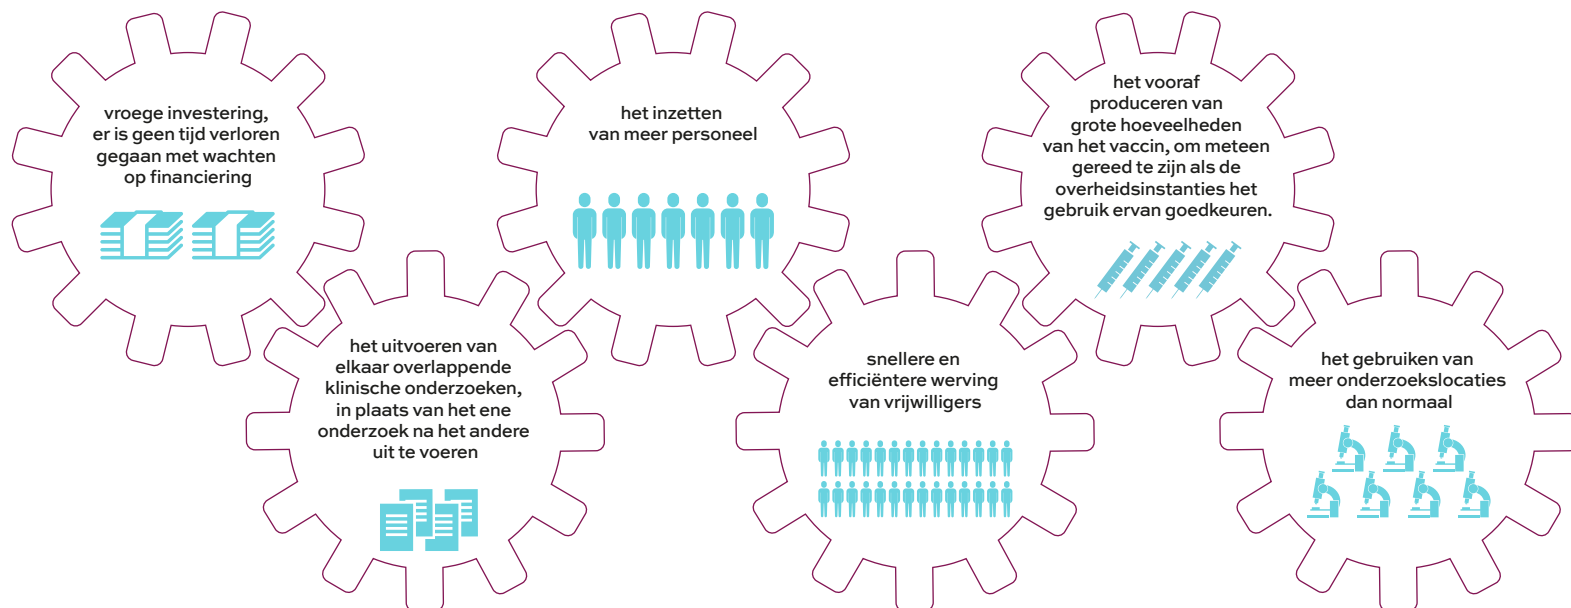 vroege investering,
er is geen tijd verloren
gegaan met wachten
op financiering
het uitvoeren van
elkaar overlappende
klinische onderzoeken,
in plaats van het ene
onderzoek na het andere
uit te voeren
het inzetten
van meer personeel
snellere en
efficiëntere werving
van vrijwilligers
het vooraf
produceren van
grote hoeveelheden
van het vaccin, om meteen
gereed te zijn als de
overheidsinstanties het
gebruik ervan goedkeuren.
het gebruiken van
meer onderzoekslocaties
dan normaal